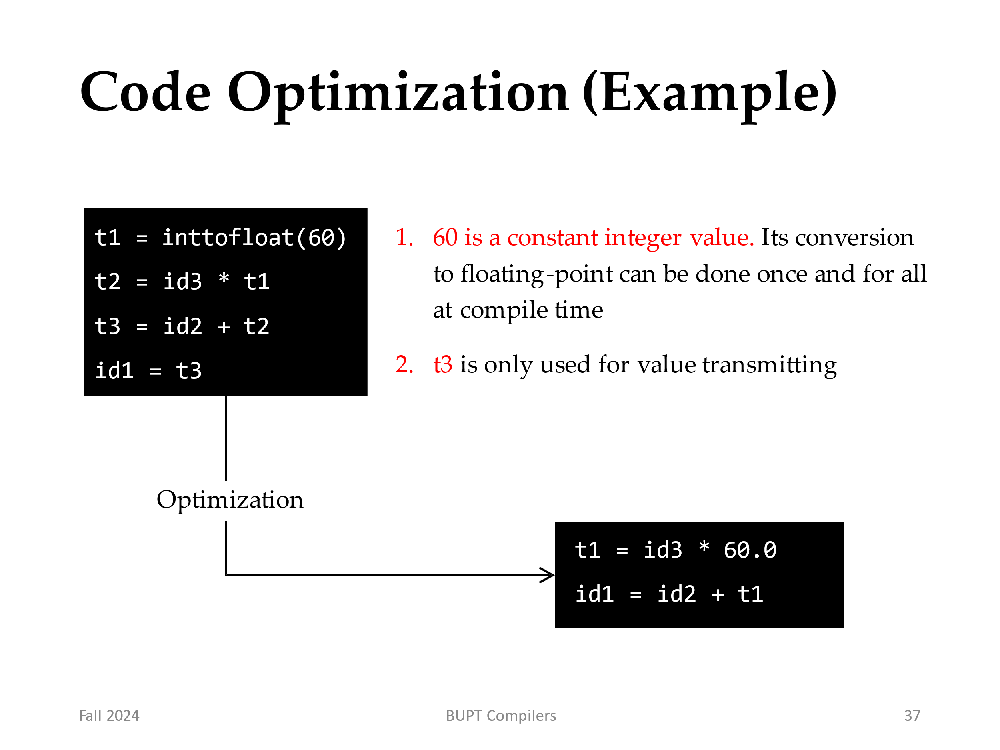 Code Optimization (Example)
t1 = inttofloat(60)
t2 = id3 * t1
t3 = id2 + t2
id1 = t3
1. 60 is a constant integer value. Its conversion
to floating-point can be done once and for all
at compile time
2. t3 is only used for value transmitting
Optimization
t1 = id3 * 60.0
id1 = id2 + t1
Fall 2024
BUPT Compilers
37